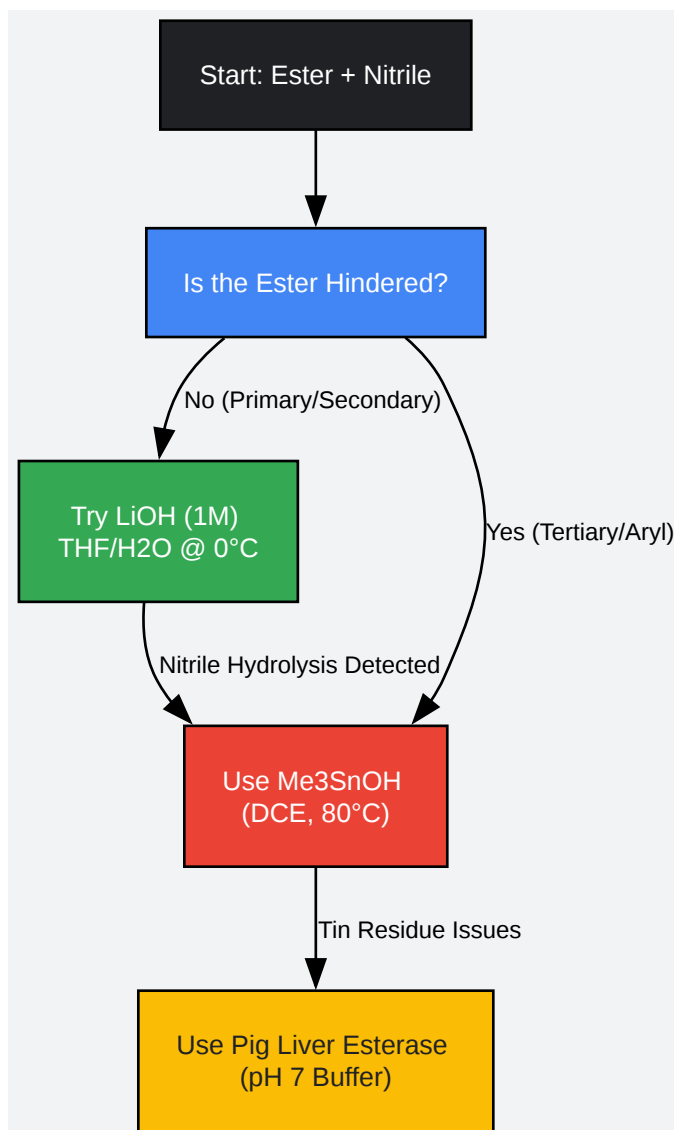 Start: Ester + Nitrile
Is the Ester Hindered?
No (Primary/Secondary)
Try LiOH (1M)
THF/H2O @ 0°C
Yes (Tertiary/Aryl)
Nitrile Hydrolysis Detected
Use Me3SnOH
(DCE, 80°C)
Tin Residue Issues
Use Pig Liver Esterase
(pH 7 Buffer)